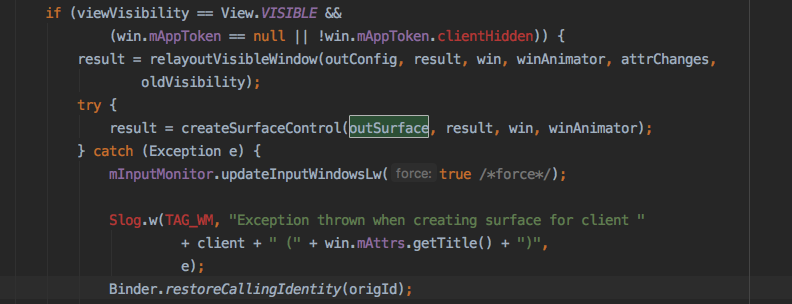 if (viewVisibility == View.VISIBLE &&
(win.mAppToken == null || !win.mAppToken.clientHidden)) {
result = relayoutVisibleWindow(outConfig, result, win, winAnimator, attrChanges,
oldVisibility);
try {
result = createSurfaceControl(outSurface, result, win, winAnimator);
} catch (Exception e) {
mInputMonitor.updateInputWindowsLw( force: true /*force*/);
Slog.w(TAG_WM, "Exception thrown when creating surface for client "
+ client + " (" + win.mAttrs.getTitle() + ")",
e);
Binder.restoreCallingIdentity(origId);